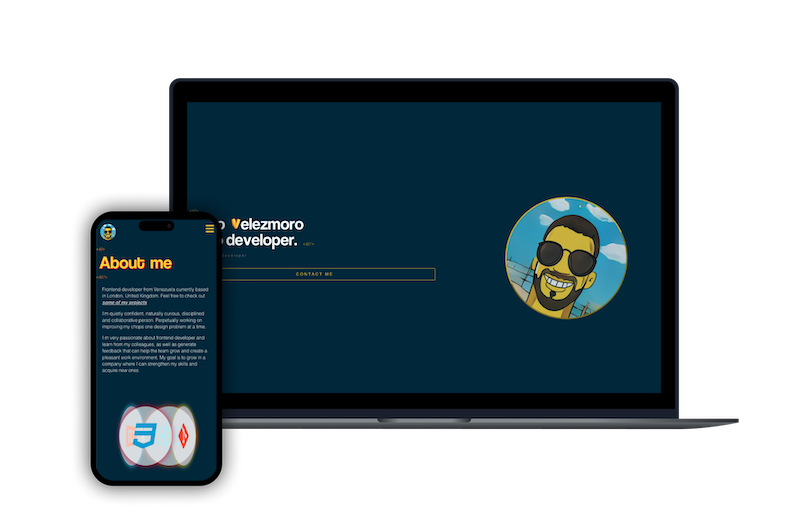 o Velezmoro
developer. <h1/>
developer
CONTACT ME
<h1>
About me
<h1/>
Frontend developer from Venezuela currently based
in London, United Kingdom. Feel free to check out
some of my projects
I'm quietly confident, naturally curious, disciplined
and collaborative person. Perpetually working on
improving my chops one design problem at a time.
I'm very passionate about frontend developer and
learn from my colleagues, as well as generate
feedback that can help the team grow and create a
pleasant work environment. My goal is to grow in a
company where I can strengthen my skills and
acquire new ones